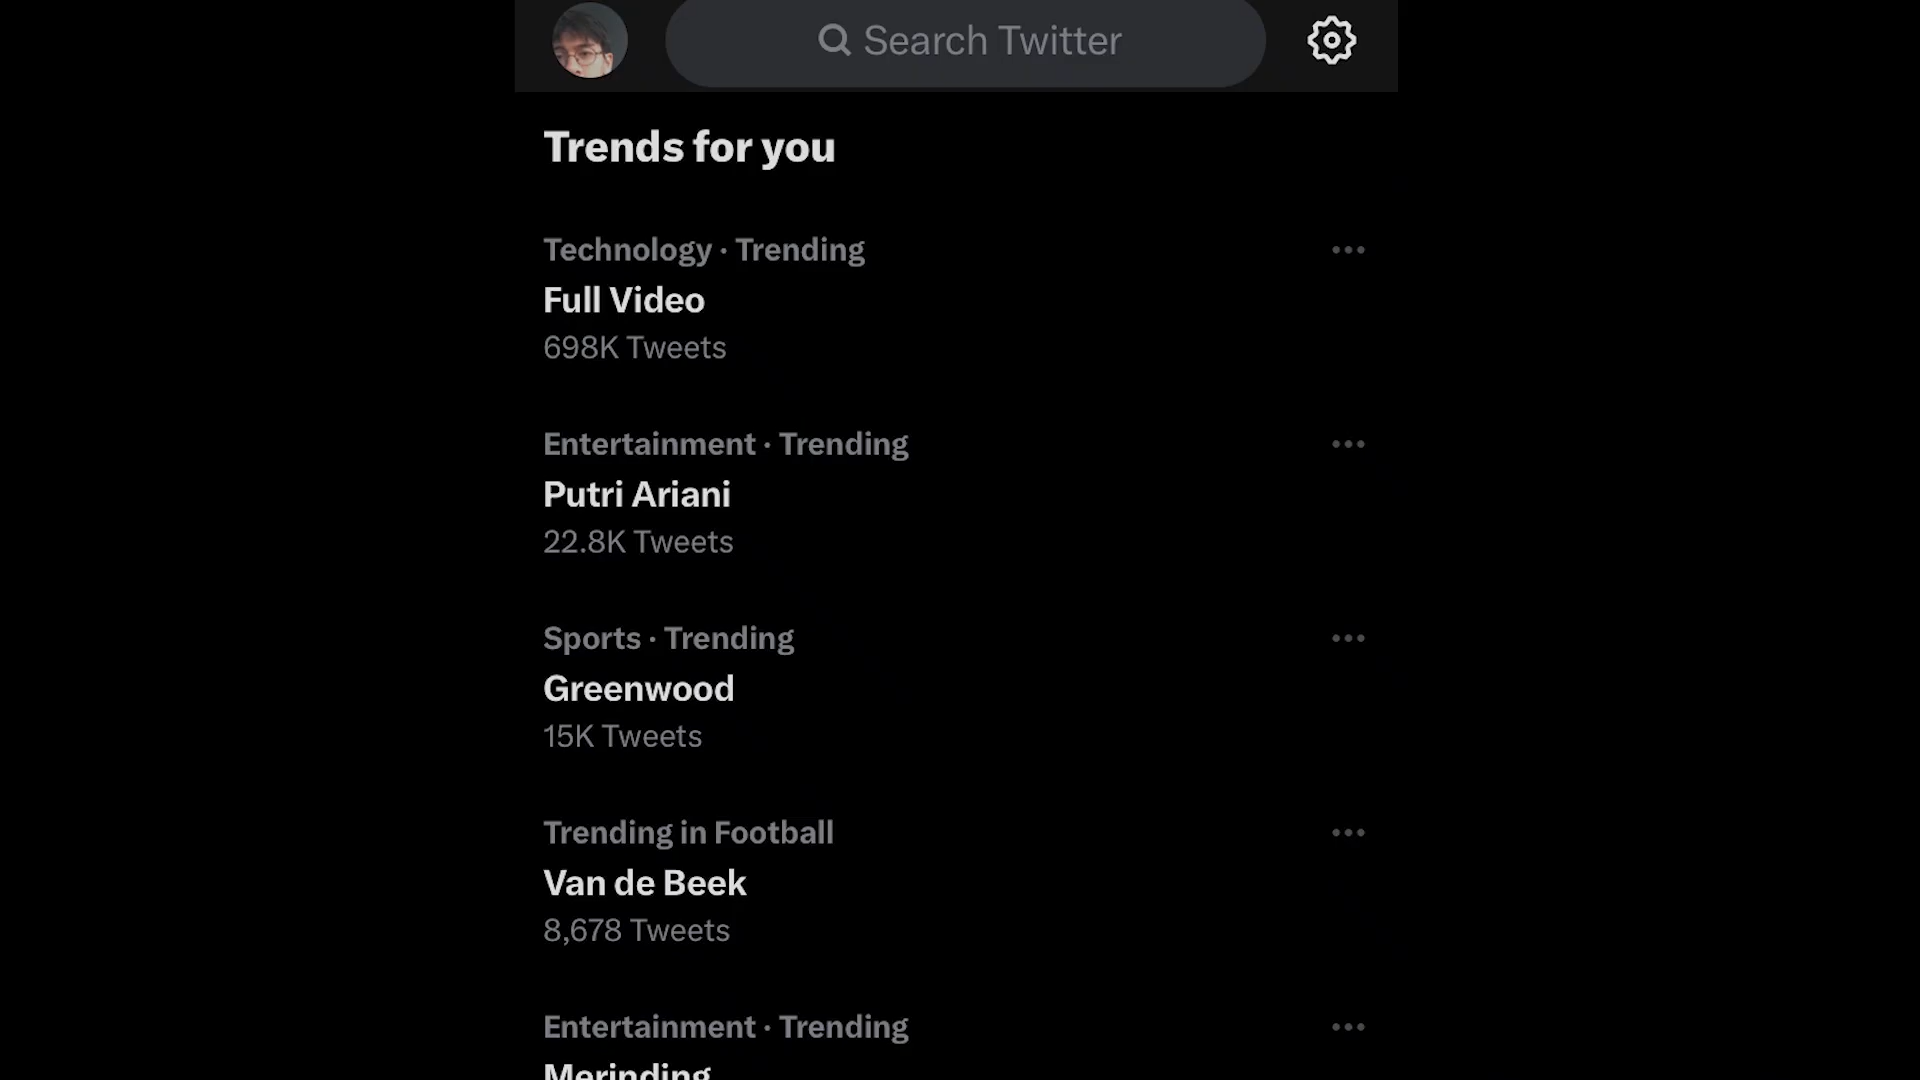 Search Twitter
Trends for you
Technology · Trending
Full Video
698K Tweets
Entertainment · Trending
Putri Ariani
22.8K Tweets
Sports · Trending
Greenwood
15K Tweets
Trending in Football
Van de Beek
8,678 Tweets
Entertainment · Trending
Merinding